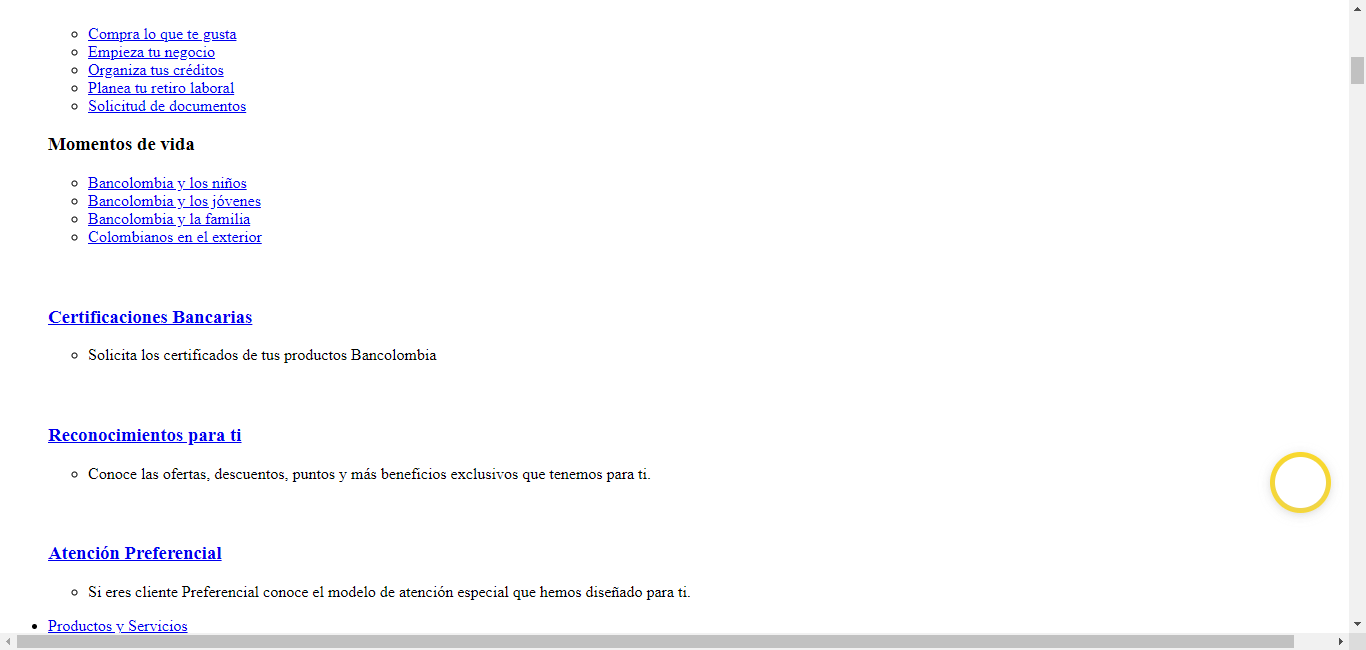 Compra lo que te gusta
Empieza tu negocio
Organiza tus créditos
Planea tu retiro laboral
Solicitud de documentos
Momentos de vida
Bancolombia y los niños
Bancolombia y los jóvenes
Bancolombia y la familia
Colombianos en el exterior
Certificaciones Bancarias
Solicita los certificados de tus productos Bancolombia
Reconocimientos para ti
Conoce las ofertas, descuentos, puntos y más beneficios exclusivos que tenemos para ti.
Atención Preferencial
Si eres cliente Preferencial conoce el modelo de atención especial que hemos diseñado para ti.
Productos y Servicios